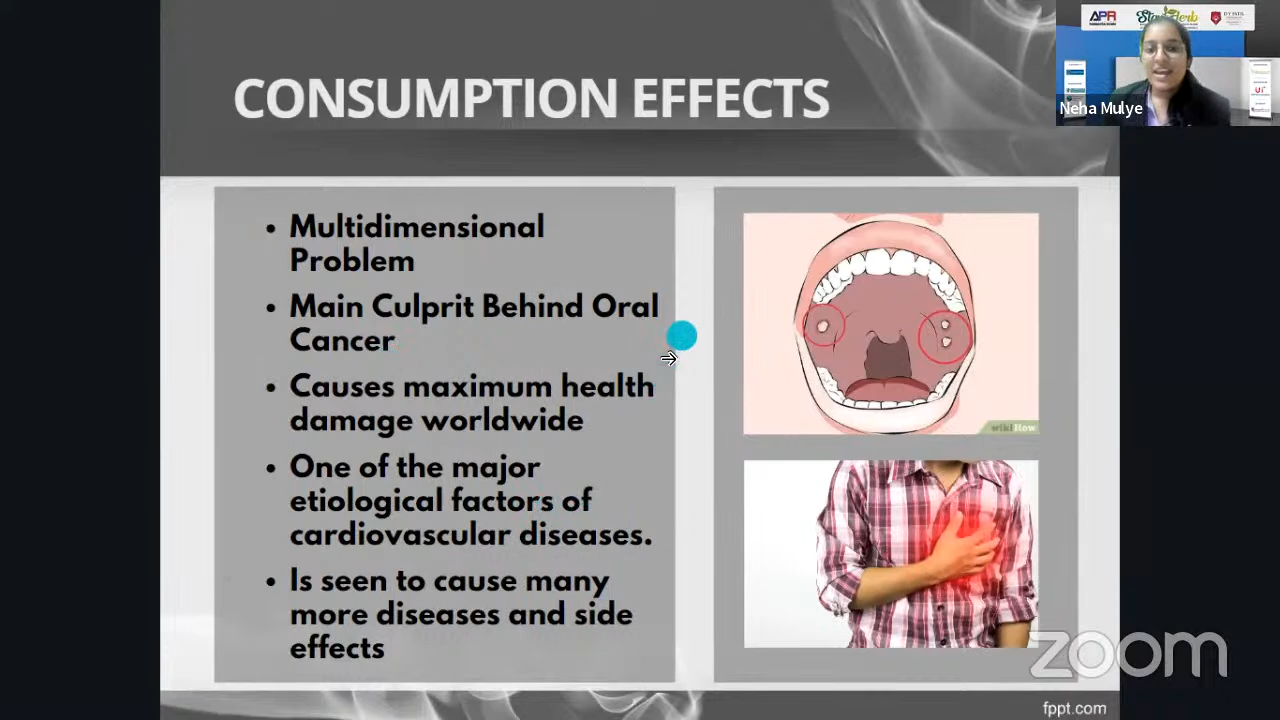 CONSUMPTION EFFECTS
• Multidimensional
Problem
• Main Culprit Behind Oral
Cancer
• Causes maximum health
damage worldwide
• One of the major
etiological factors of
cardiovascular diseases.
• Is seen to cause many
more diseases and side
effects
wikiHow
zoom
fppt.com
APR
Neha Mulye